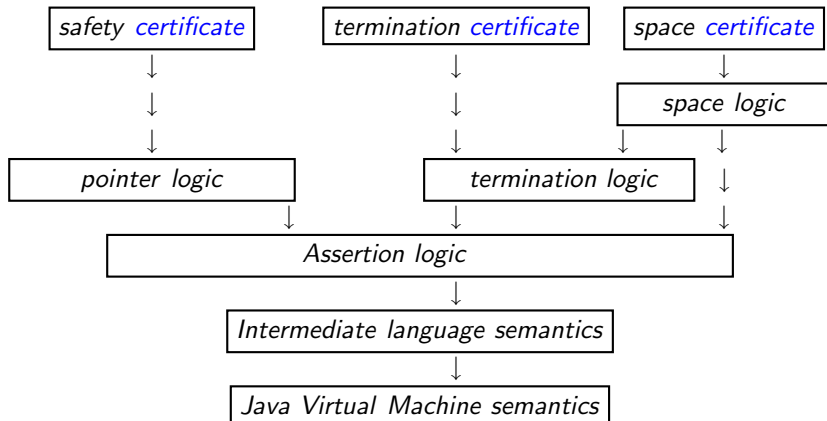 safety certificate
termination certificate
space certificate
space logic
pointer logic
termination logic
Assertion logic
Intermediate language semantics
Java Virtual Machine semantics